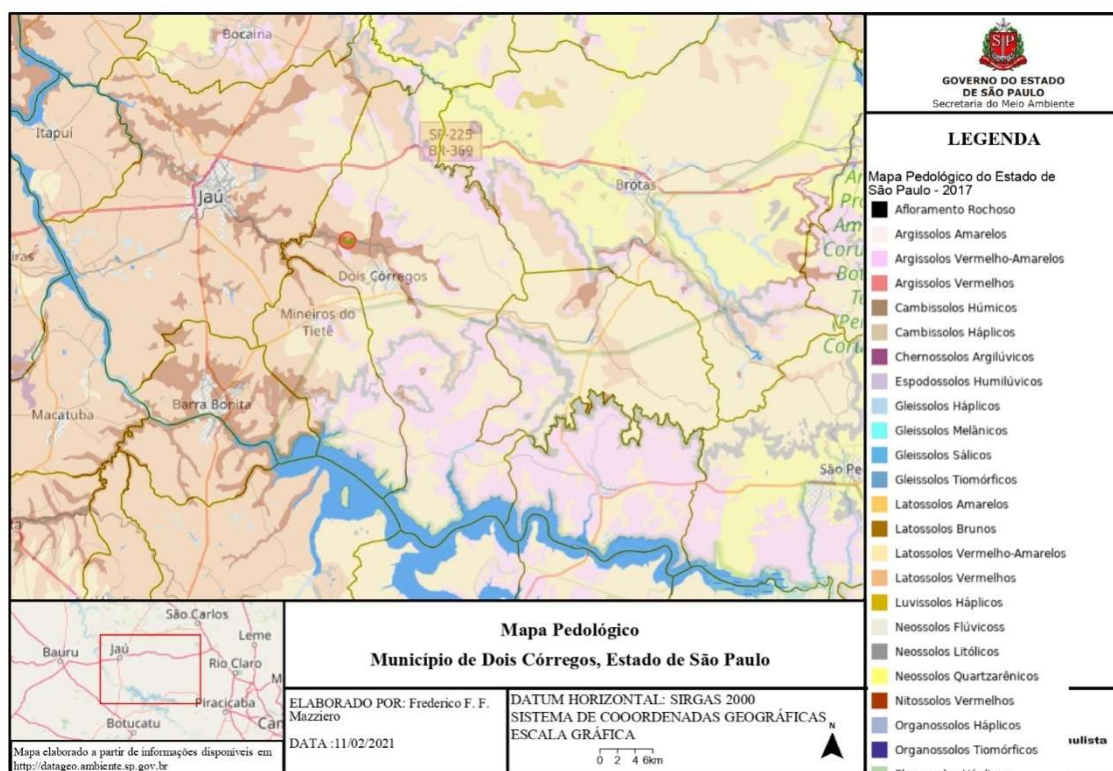 Bocaina
Itapuí
SP-225
BR-369
Jaú
Brotas
Dois Córregos
Mineiros do
Tietê
Macatuba
Barra Bonita
São Pe
GOVERNO DO ESTADO
DE SÃO PAULO
Secretaria do Meio Ambiente
LEGENDA
Mapa Pedológico do Estado de
São Paulo - 2017
Afloramento Rochoso
Argissolos Amarelos
Argissolos Vermelho-Amarelos
Argissolos Vermelhos
Cambissolos Húmicos
Cambissolos Háplicos
Chernossolos Argilúvicos
Espodossolos Humilúvicos
Gleissolos Háplicos
Gleissolos Melânicos
Gleissolos Sálicos
Gleissolos Tiomórficos
Latossolos Amarelos
Latossolos Brunos
Latossolos Vermelho-Amarelos
Latossolos Vermelhos
Luvissolos Háplicos
Neossolos Flúvicoss
Neossolos Litólicos
Neossolos Quartzarênicos
Nitossolos Vermelhos
Organossolos Háplicos
Organossolos Tiomórficos
ulista
São Carlos
Leme
Bauru
Jaú
Rio Claro
Piracicaba
Botucatu
Mapa elaborado a partir de informações disponíveis em
http://datageo.ambiente.sp.gov.br
Mapa Pedológico
Município de Dois Córregos, Estado de São Paulo
ELABORADO POR: Frederico F. F.
Mazziero
DATA :11/02/2021
DATUM HORIZONTAL: SIRGAS 2000
SISTEMA DE COOORDENADAS GEOGRÁFICAS
ESCALA GRÁFICA
0 2 4 6km
N